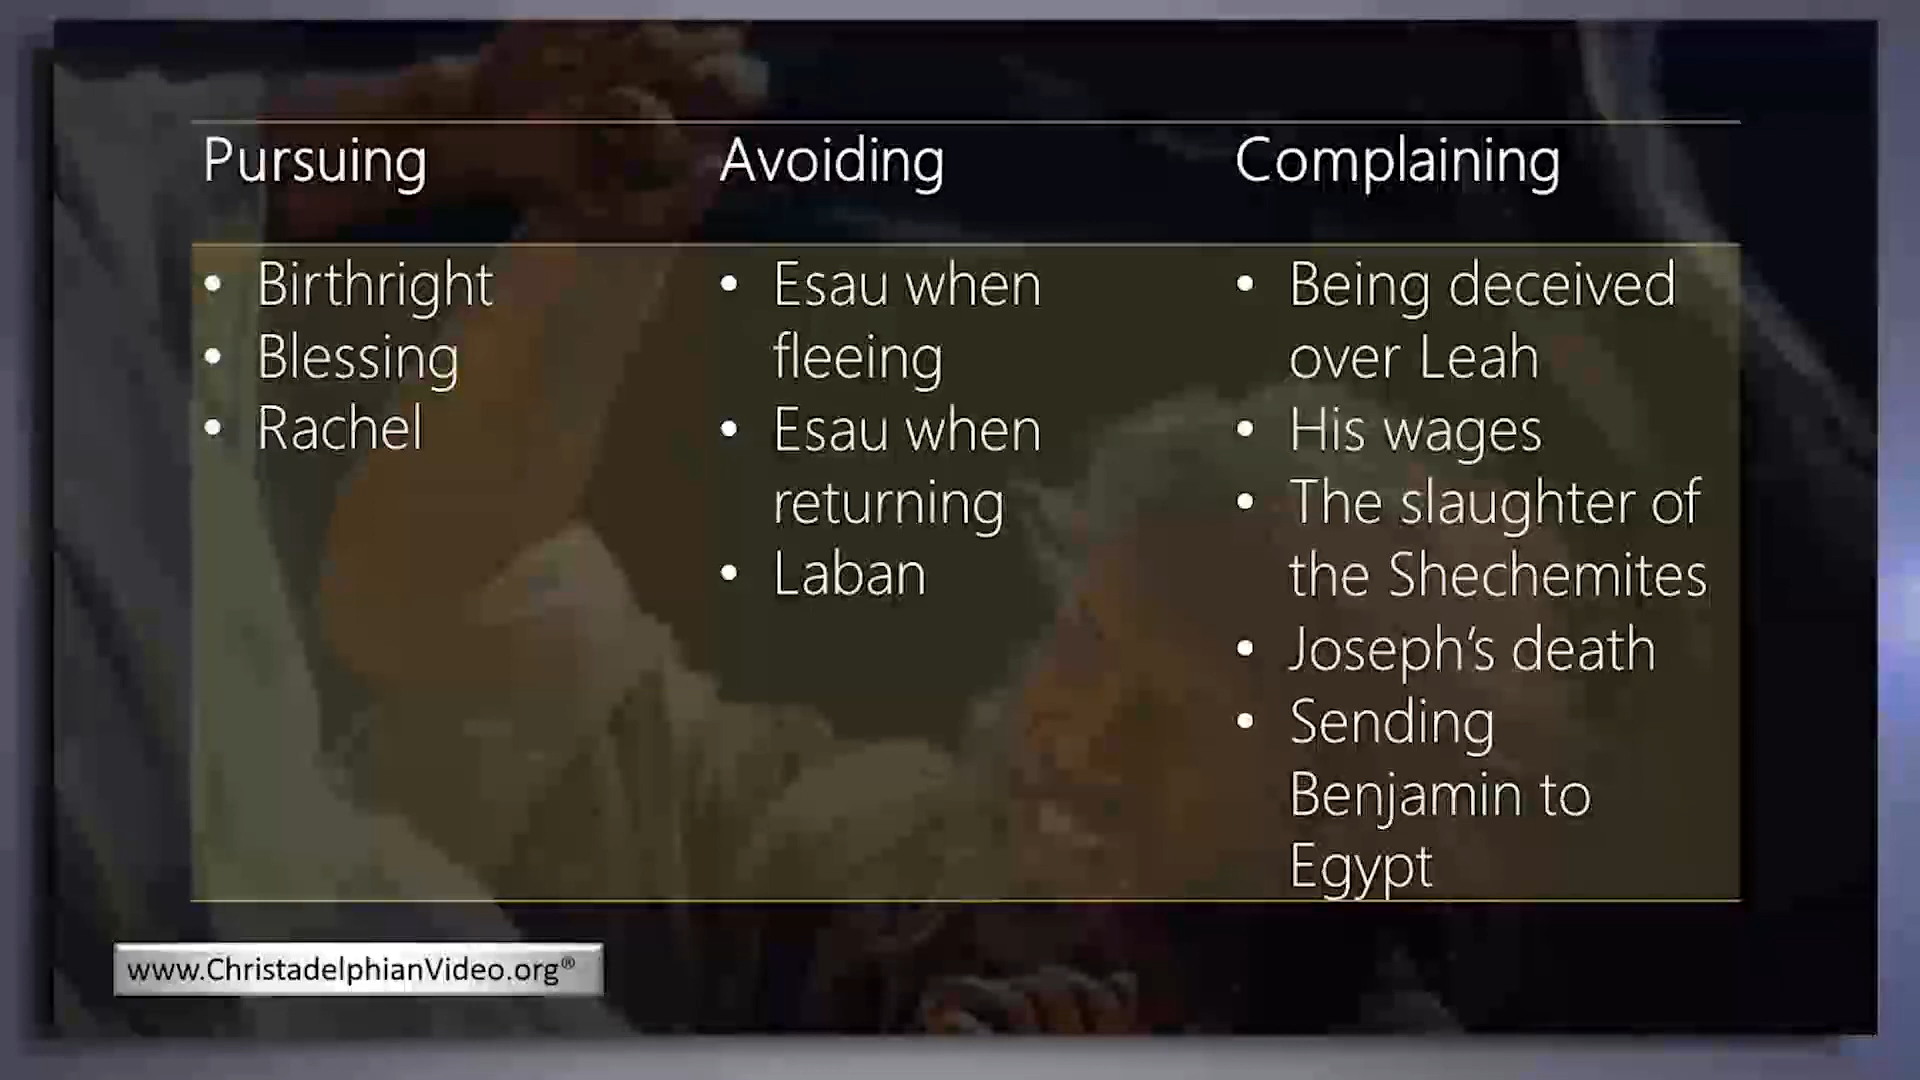 Pursuing
Avoiding
Complaining
• Birthright
• Blessing
• Rachel
• Esau when
fleeing
• Esau when
returning
• Laban
• Being deceived
over Leah
• His wages
• The slaughter of
the Shechemites
• Joseph's death
• Sending
Benjamin to
Egypt
www.ChristadelphianVideo.org®